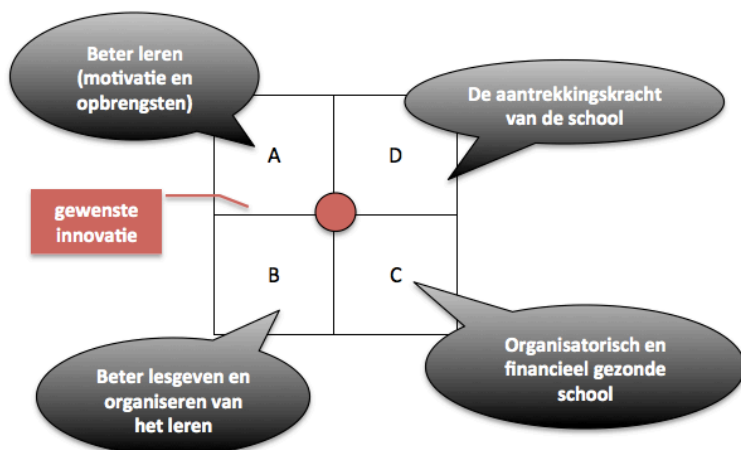 Beter leren
(motivatie en
opbrengsten)
De aantrekkingskracht
van de school
A
D
gewenste
innovatie
B
C
Beter lesgeven en
organiseren van
het leren
Organisatorisch en
financieel gezonde
school